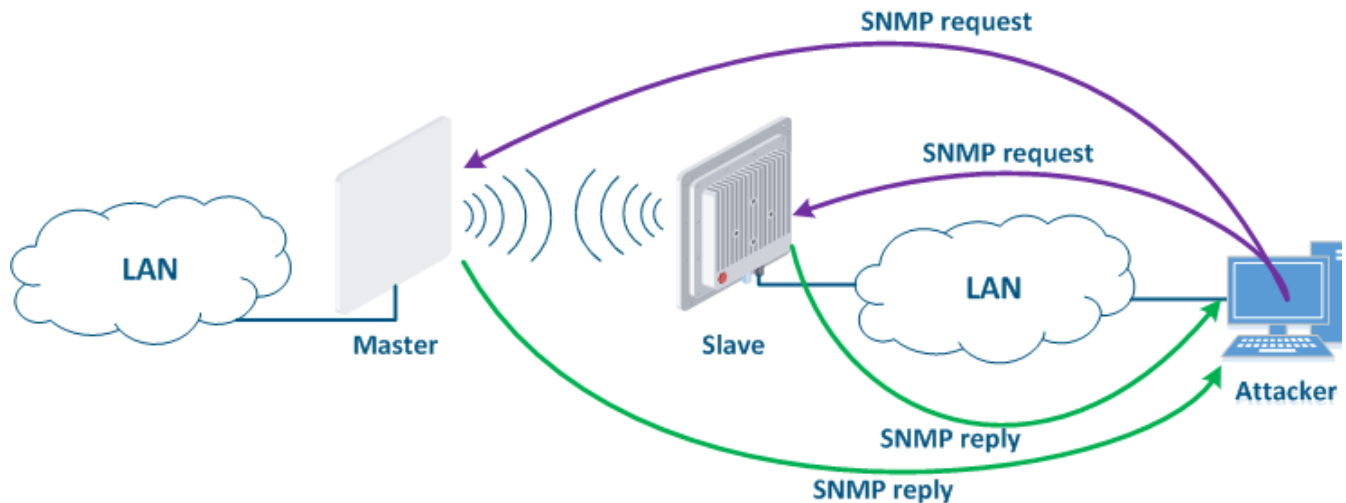 SNMP request
SNMP request
LAN
LAN
Master
Slave
Attacker
SNMP reply
SNMP reply